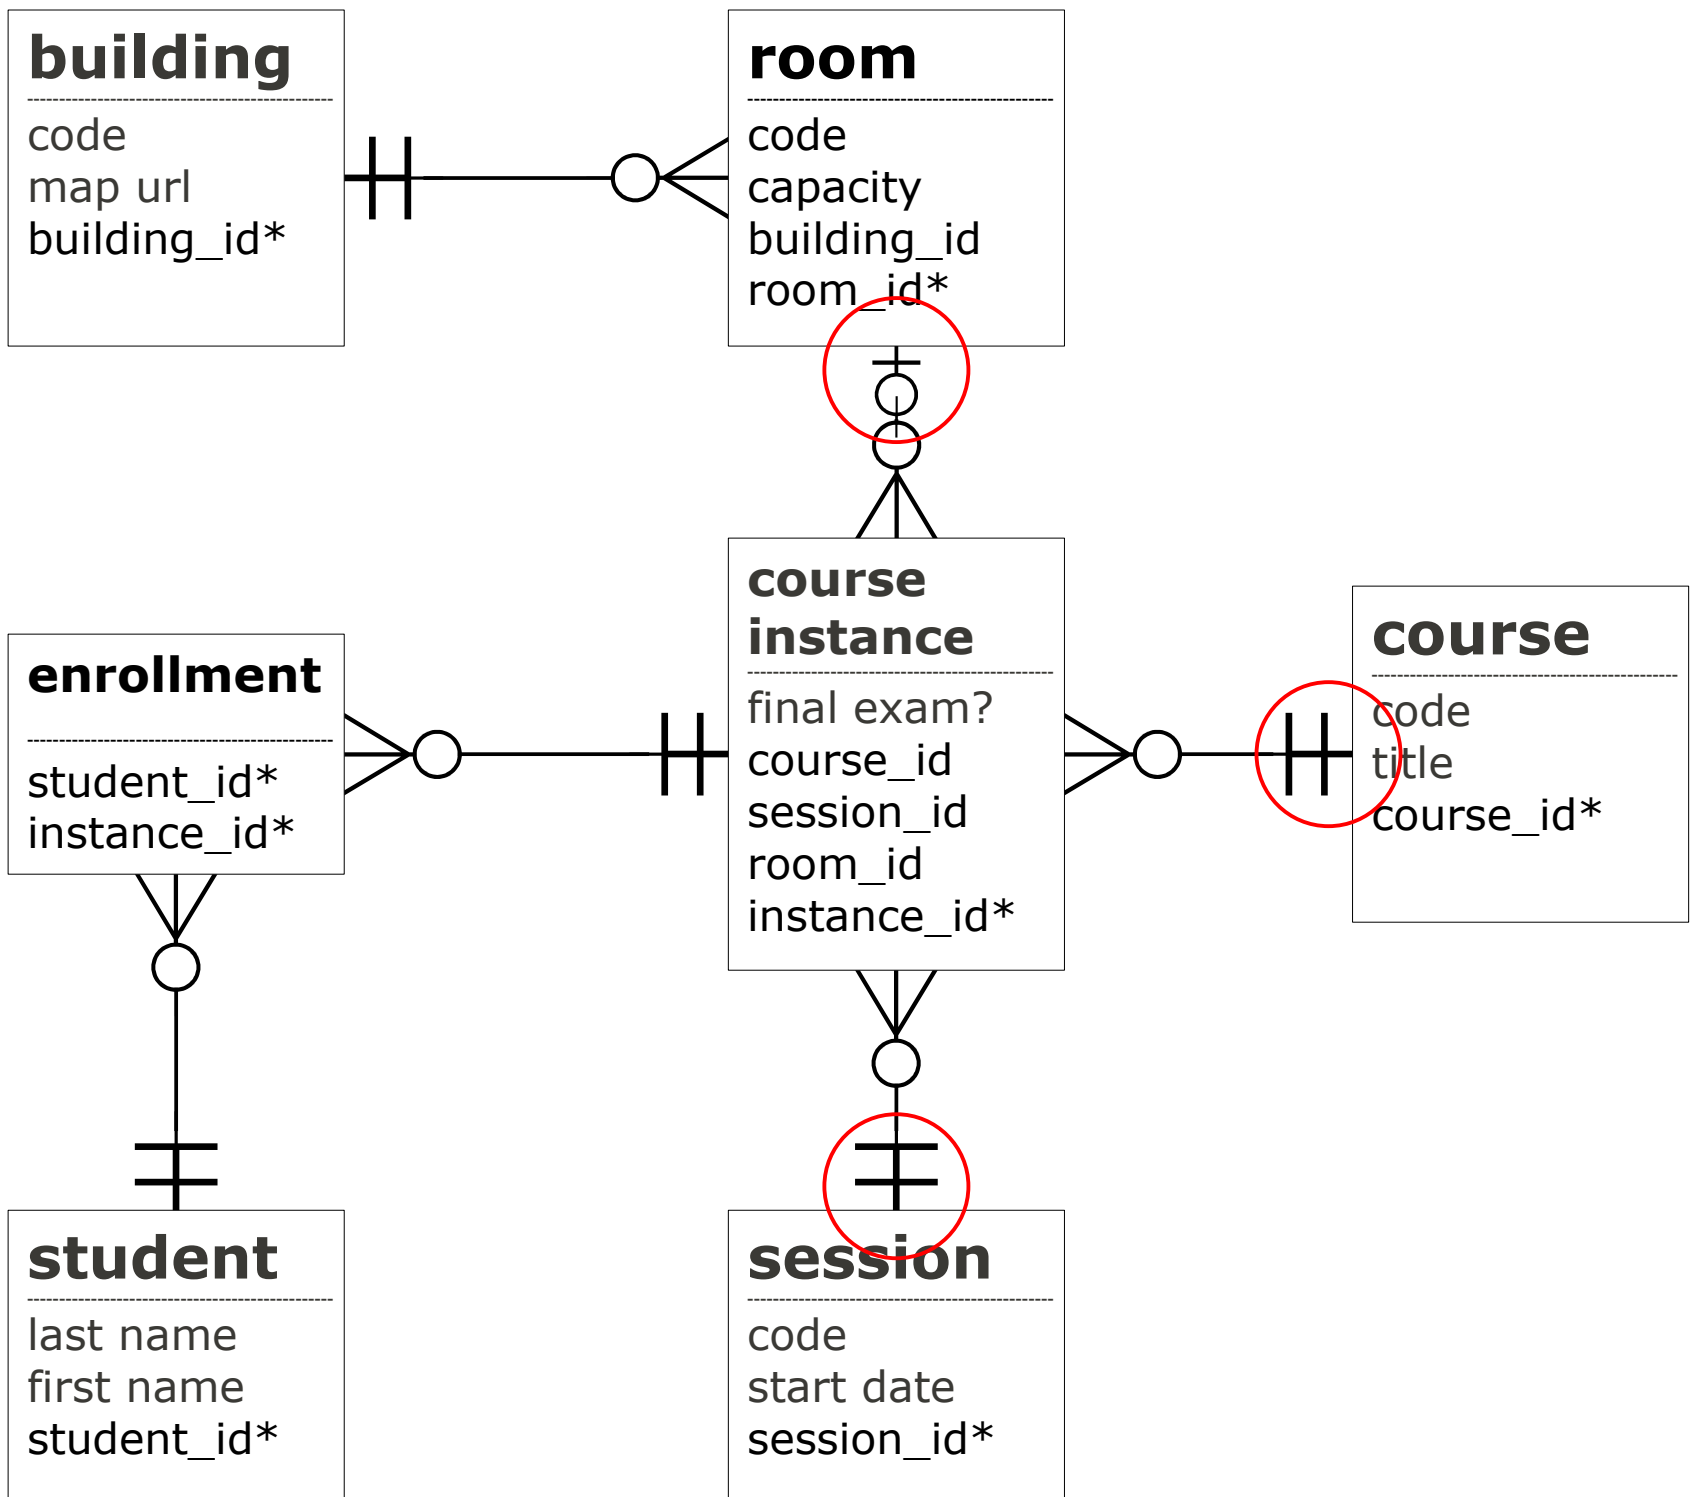 building
code
map url
building_id*
room
code
capacity
building_id
room_id*
course
instance
final exam?
course_id
session_id
room_id
instance_id*
enrollment
student_id*
instance_id*
course
code
title
course_id*
student
last name
first name
student_id*
session
code
start date
session_id*